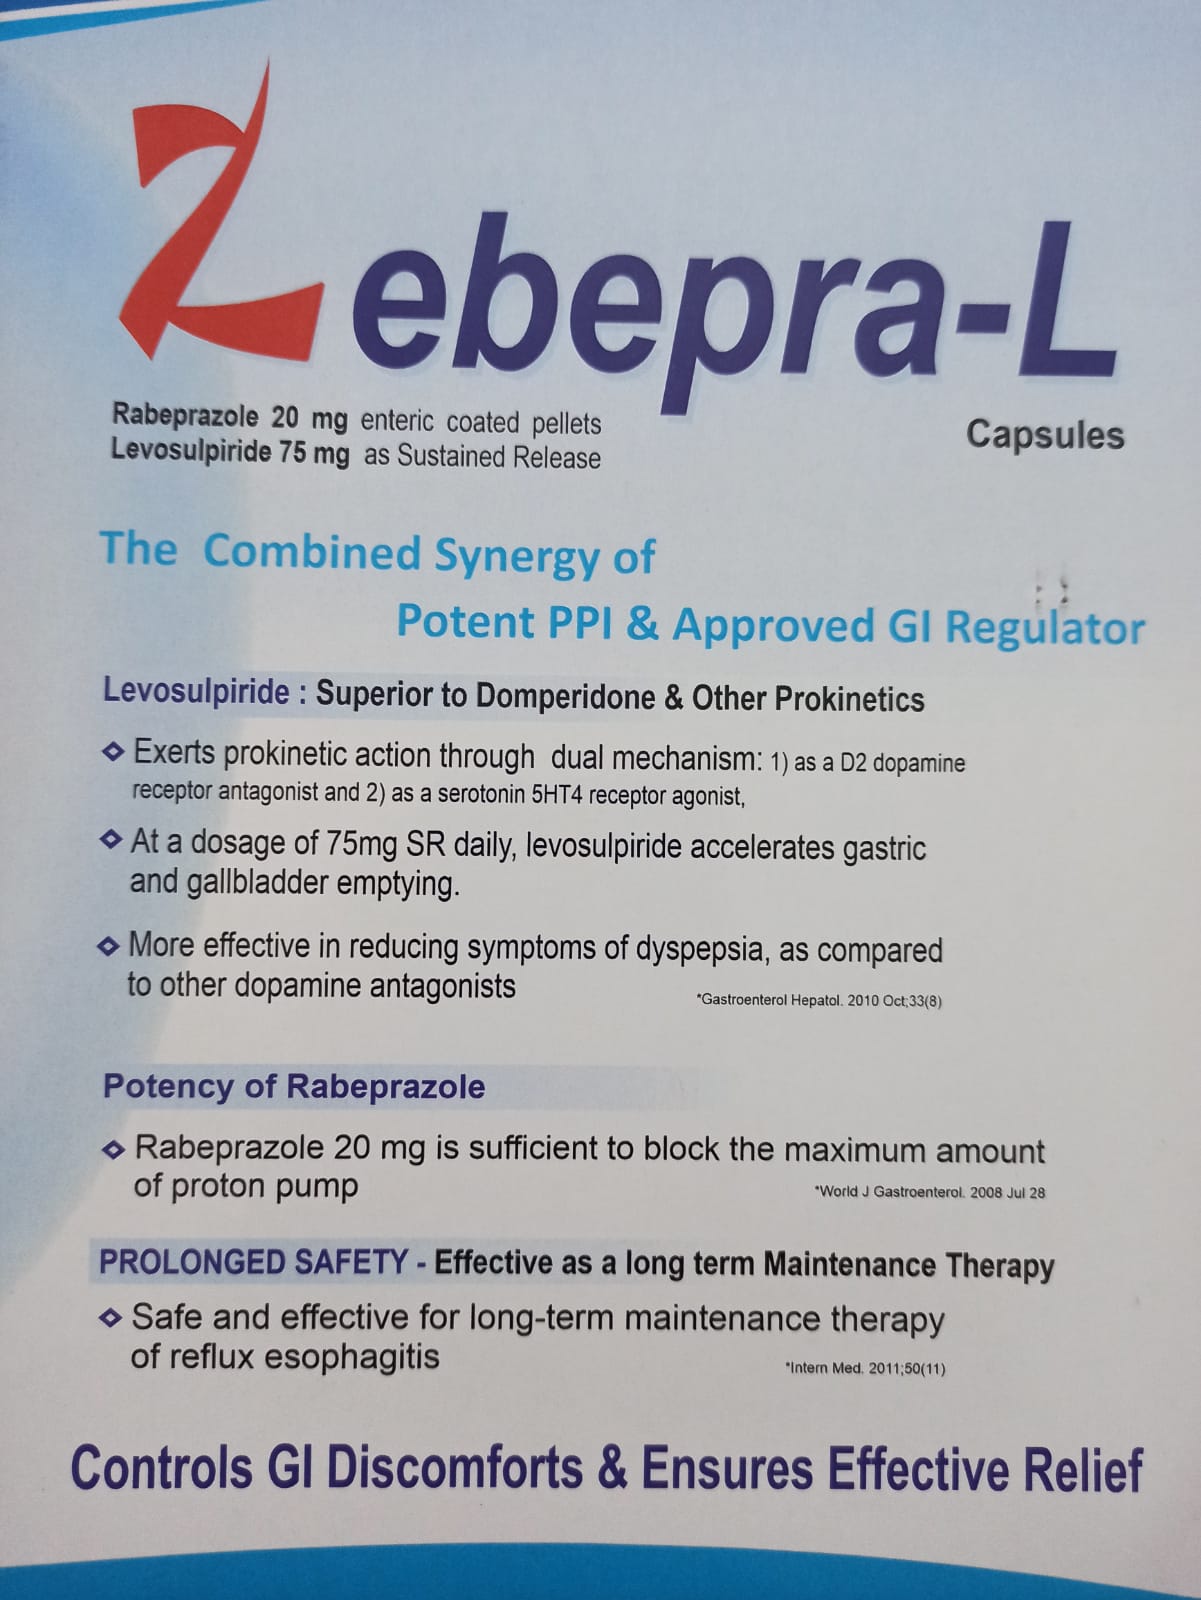 Zebepra-L
Rabeprazole 20 mg enteric coated pellets
Levosulpiride 75 mg as Sustained Release
Capsules
The Combined Synergy of
Potent PPI & Approved GI Regulator
Levosulpiride : Superior to Domperidone & Other Prokinetics
Exerts prokinetic action through dual mechanism: 1) as a D2 dopamine
receptor antagonist and 2) as a serotonin 5HT4 receptor agonist,
At a dosage of 75mg SR daily, levosulpiride accelerates gastric
and gallbladder emptying.
More effective in reducing symptoms of dyspepsia, as compared
to other dopamine antagonists
*Gastroenterol Hepatol. 2010 Oct;33(8)
Potency of Rabeprazole
Rabeprazole 20 mg is sufficient to block the maximum amount
of proton pump
*World J Gastroenterol. 2008 Jul 28
PROLONGED SAFETY - Effective as a long term Maintenance Therapy
Safe and effective for long-term maintenance therapy
of reflux esophagitis
*Intern Med. 2011;50(11)
Controls GI Discomforts & Ensures Effective Relief